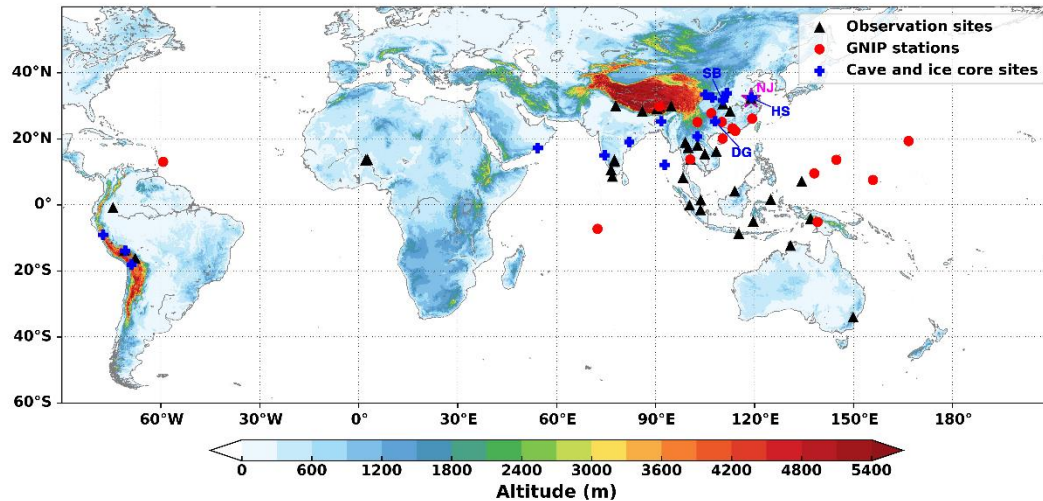 Observation sites
GNIP stations
Cave and ice core sites
40°N
20°N
0°
20°S
40°S
60°S
SB
NJ
HS
DG
60°W
30°W
0°
30°E
60°E
90°E
120°E
150°E
180°
0
600
1200
1800
2400
3000
3600
4200
4800
5400
Altitude (m)